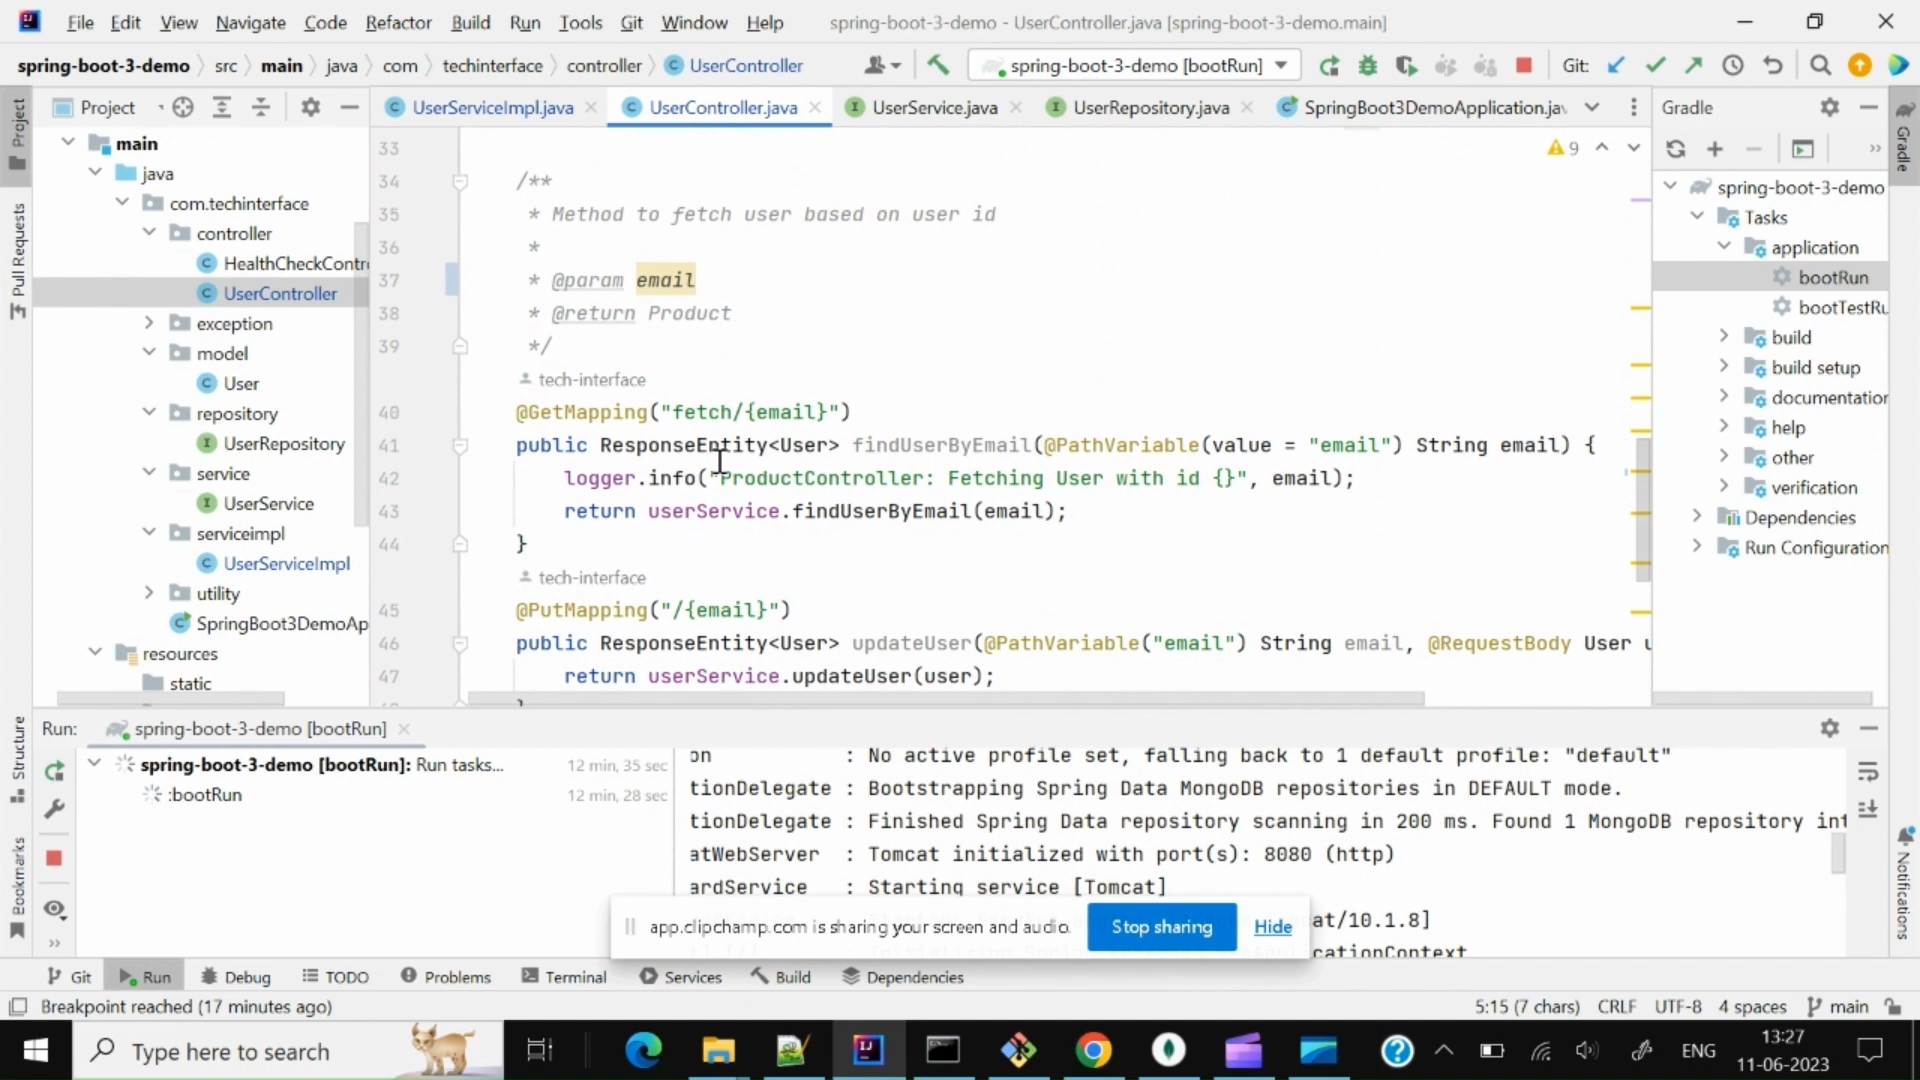 File Edit View Navigate Code Refactor Build Run Tools Git Window Help spring-boot-3-demo - UserController.java [spring-boot-3-demo.main]
spring-boot-3-demo src main java com techinterface controller UserController spring-boot-3-demo [bootRun] Git:
Project
UserServiceImpl.java UserController.java UserService.java UserRepository.java SpringBoot3DemoApplication.jav
Gradle
Project
Pull Requests
Structure
Bookmarks
main
java
com.techinterface
controller
HealthCheckContr
UserController
exception
model
User
repository
UserRepository
service
UserService
serviceimpl
UserServiceImpl
utility
SpringBoot3DemoAp
resources
static
9
33
34 /**
35 * Method to fetch user based on user id
36 *
37 * @param email
38 * @return Product
39 */
tech-interface
40 @GetMapping("fetch/{email}")
41 public ResponseEntity<User> findUserByEmail(@PathVariable(value = "email") String email) {
42 logger.info("ProductController: Fetching User with id {}", email);
43 return userService.findUserByEmail(email);
44 }
tech-interface
45 @PutMapping("/{email}")
46 public ResponseEntity<User> updateUser(@PathVariable("email") String email, @RequestBody User u
47 return userService.updateUser(user);
spring-boot-3-demo
Tasks
application
bootRun
bootTestRu
build
build setup
documentation
help
other
verification
Dependencies
Run Configuration
Gradle
Notifications
Run: spring-boot-3-demo [bootRun]
spring-boot-3-demo [bootRun]: Run tasks... 12 min, 35 sec
:bootRun 12 min, 28 sec
on : No active profile set, falling back to 1 default profile: "default"
tionDelegate : Bootstrapping Spring Data MongoDB repositories in DEFAULT mode.
tionDelegate : Finished Spring Data repository scanning in 200 ms. Found 1 MongoDB repository int
atWebServer : Tomcat initialized with port(s): 8080 (http)
ardService : Starting service [Tomcat]
at/10.1.8]
cationContext
app.clipchamp.com is sharing your screen and audio. Stop sharing Hide
Git Run Debug TODO Problems Terminal Services Build Dependencies
Breakpoint reached (17 minutes ago) 5:15 (7 chars) CRLF UTF-8 4 spaces main
Type here to search
ENG
13:27
11-06-2023